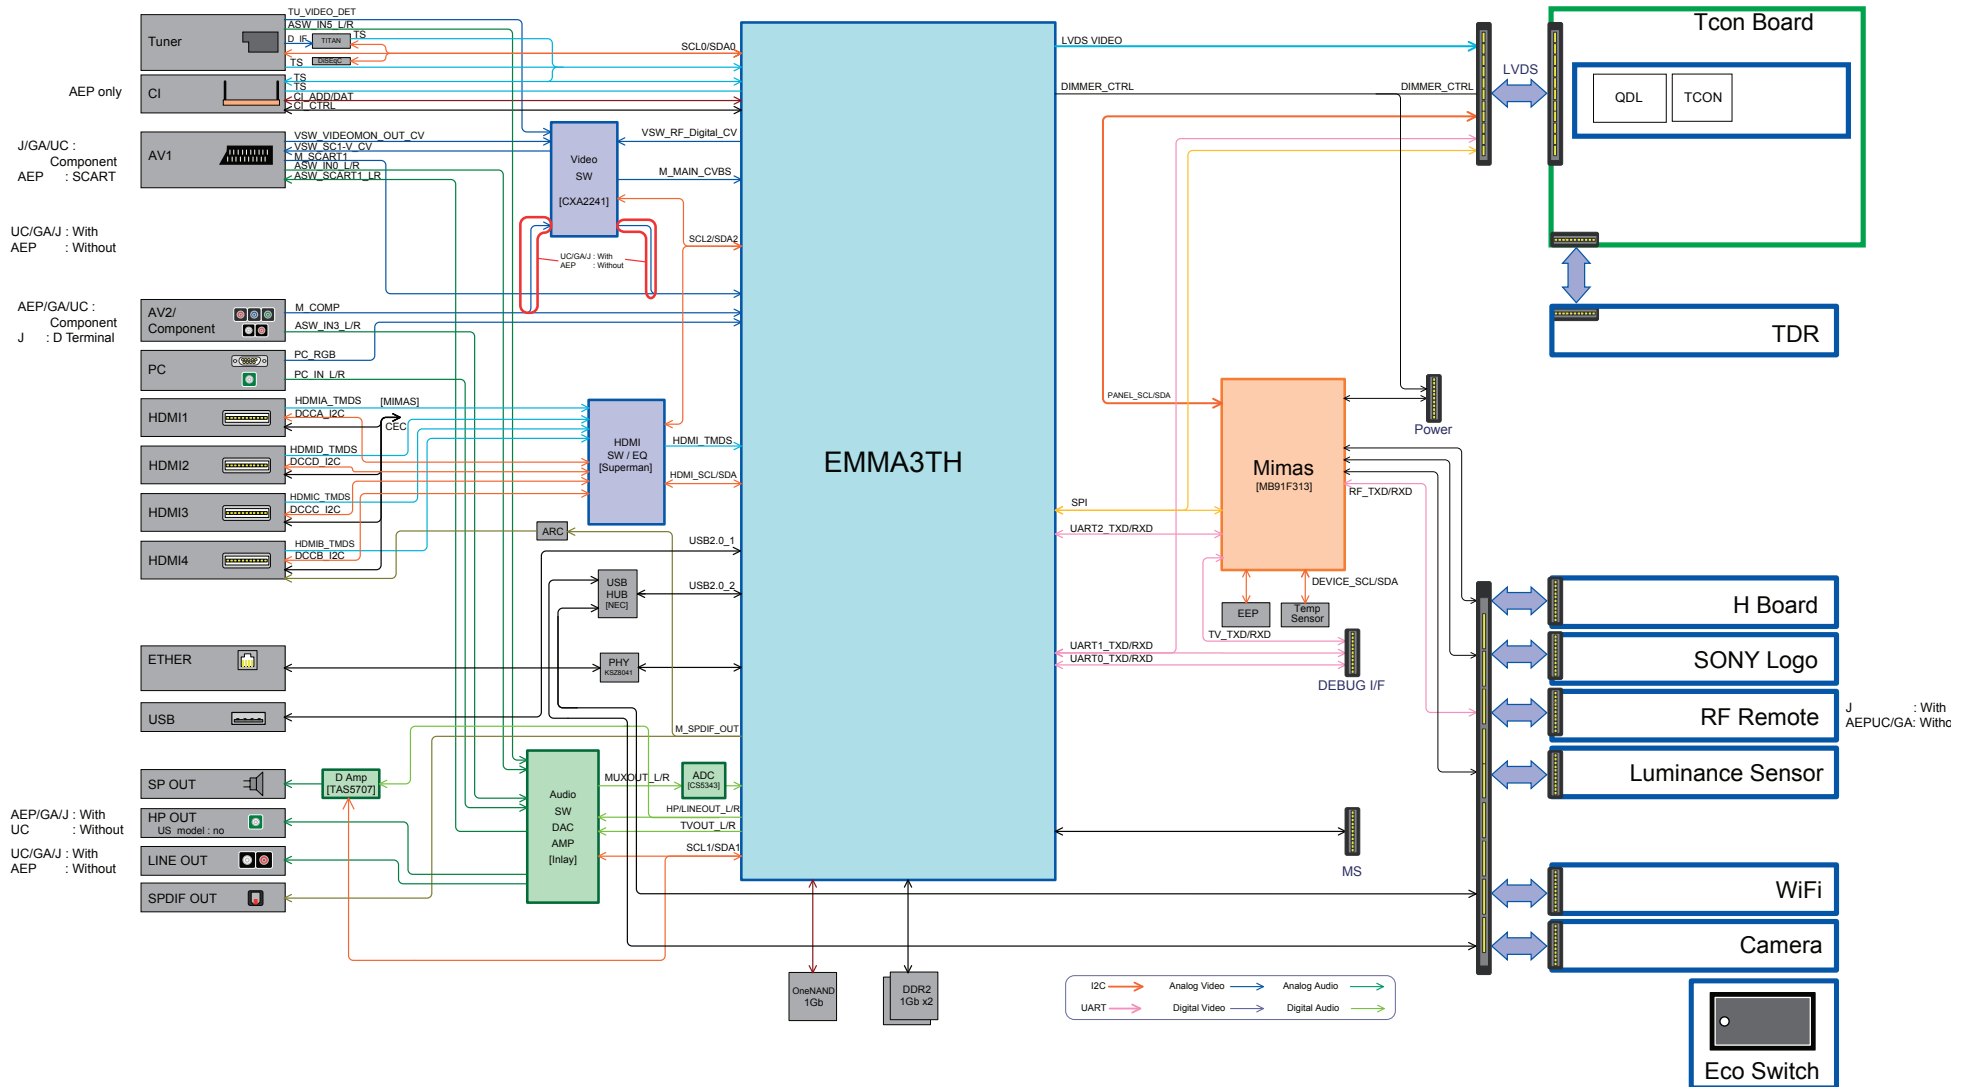 TU_VIDEO_DET
ASW_IN5_L/R
D_IF
TITAN
TS
Tuner
DISEqC
TS
SCL0/SDA0
AEP only
CI
TS
TS
CI_ADD/DAT
CI_CTRL
J/GA/UC :
Component
AEP : SCART
AV1
VSW_VIDEOMON_OUT_CV
VSW_SC1-V_CV
M_SCART1
ASW_IN0_L/R
ASW_SCART1_LR
Video
SW
[CXA2241]
VSW_RF_Digital_CV
M_MAIN_CVBS
SCL2/SDA2
UC/GA/J : With
AEP : Without
UC/GA/J : With
AEP : Without
AEP/GA/UC :
Component
J : D Terminal
AV2/
Component
M_COMP
ASW_IN3_L/R
PC
PC_RGB
PC_IN_L/R
HDMI1
HDMIA_TMDS
DCCA_I2C
[MIMAS]
CEC
HDMI2
HDMID_TMDS
DCCD_I2C
HDMI3
HDMIC_TMDS
DCCC_I2C
HDMI4
HDMIB_TMDS
DCCB_I2C
HDMI
SW / EQ
[Superman]
HDMI_TMDS
HDMI_SCL/SDA
ARC
USB2.0_1
USB
HUB
[NEC]
USB2.0_2
ETHER
PHY
KSZ8041
USB
M_SPDIF_OUT
SP OUT
D Amp
[TAS5707]
AEP/GA/J : With
UC : Without
HP OUT
US model : no
UC/GA/J : With
AEP : Without
LINE OUT
SPDIF OUT
Audio
SW
DAC
AMP
[Inlay]
MUXOUT_L/R
ADC
[CS5343]
HP/LINEOUT_L/R
TVOUT_L/R
SCL1/SDA1
EMMA3TH
OneNAND
1Gb
DDR2
1Gb x2
LVDS VIDEO
DIMMER_CTRL
DIMMER_CTRL
LVDS
Tcon Board
QDL
TCON
TDR
PANEL_SCL/SDA
Mimas
[MB91F313]
Power
RF_TXD/RXD
SPI
UART2_TXD/RXD
DEVICE_SCL/SDA
EEP
Temp
Sensor
TV_TXD/RXD
UART1_TXD/RXD
UART0_TXD/RXD
DEBUG I/F
MS
H Board
SONY Logo
RF Remote
J : With
AEPUC/GA: Witho
Luminance Sensor
WiFi
Camera
Eco Switch
I2C
Analog Video
Analog Audio
UART
Digital Video
Digital Audio